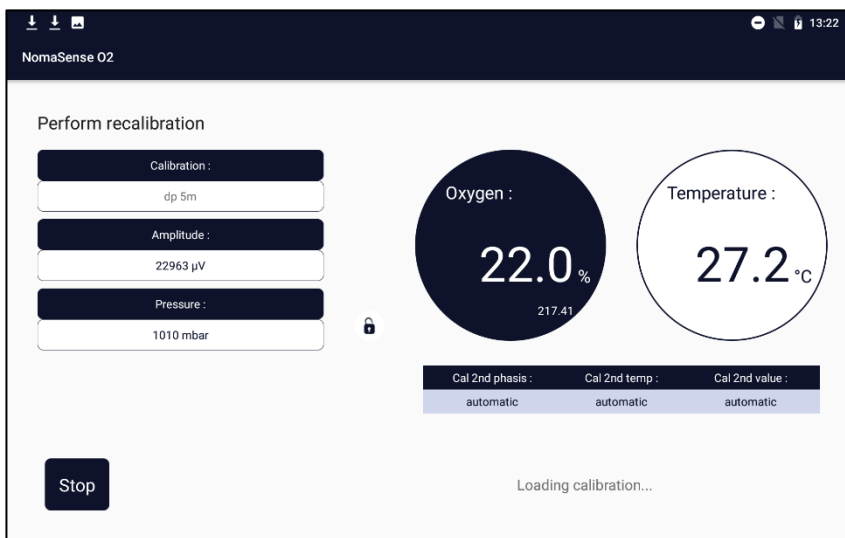 13:22
NomaSense O2
Perform recalibration
Calibration :
dp 5m
Amplitude :
22963 µV
Pressure :
1010 mbar
Oxygen :
22.0 %
217.41
Temperature :
27.2 °C
Cal 2nd phasis : Cal 2nd temp : Cal 2nd value :
automatic automatic automatic
Stop
Loading calibration...